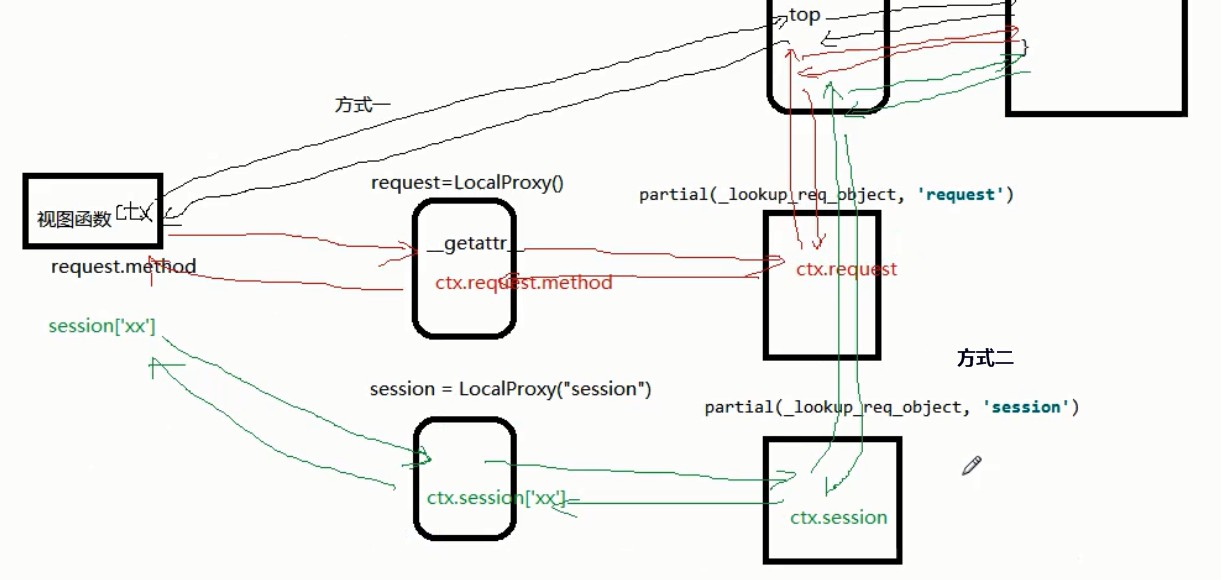 top
}
方式一
request=LocalProxy()
partial(_lookup_req_object, 'request')
视图函数 ctx
__getattr__
request.method
ctx.request.method
ctx.request
session['xx']
方式二
session = LocalProxy("session")
partial(_lookup_req_object, 'session')
ctx.session['xx']
ctx.session